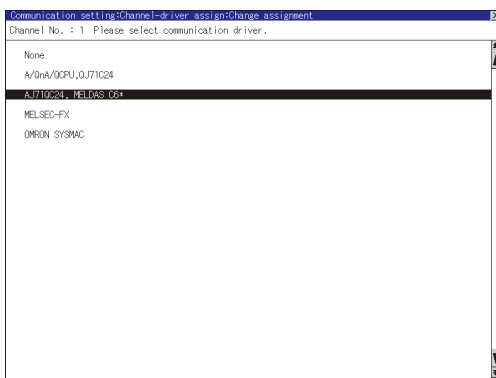 Communication setting:Channel-driver assign:Change assignment
Channel No. : 1 Please select communication driver.
None
A/QnA/QCPU,QJ71C24
AJ71QC24, MELDAS C6*
MELSEC-FX
OMRON SYSMAC